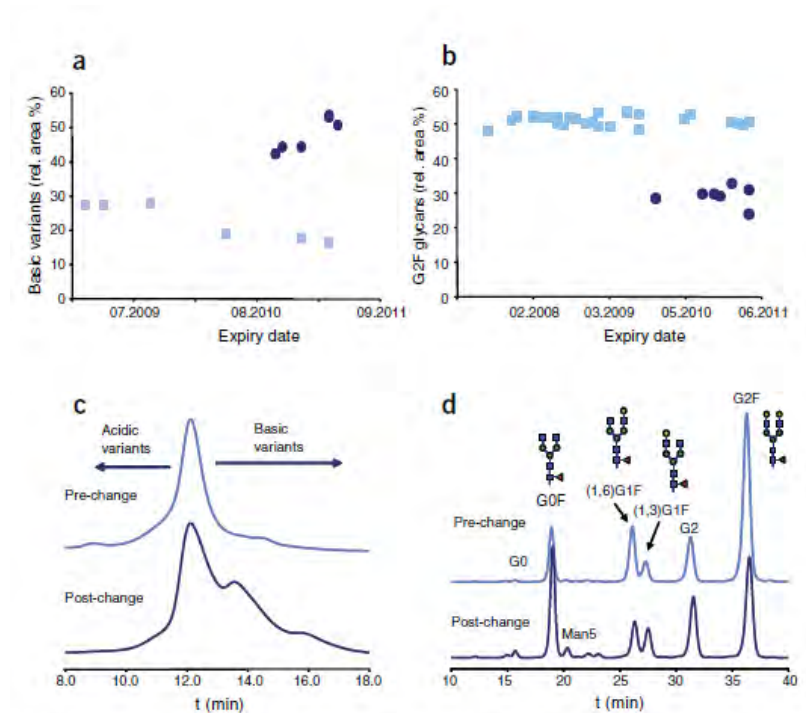 a
Basic variants (rel. area %)
60
50
40
30
20
10
0
07.2009 08.2010 09.2011
Expiry date
b
G2F glycans (rel. area %)
60
50
40
30
20
10
0
02.2008 03.2009 05.2010 06.2011
Expiry date
c
Acidic
variants
Basic
variants
Pre-change
Post-change
8.0 10.0 12.0 14.0 16.0 18.0
t (min)
d
G2F
G0F
(1,6)G1F
(1,3)G1F
Pre-change
G2
G0
Post-change
Man5
10 20 30 31 36 40
t (min)